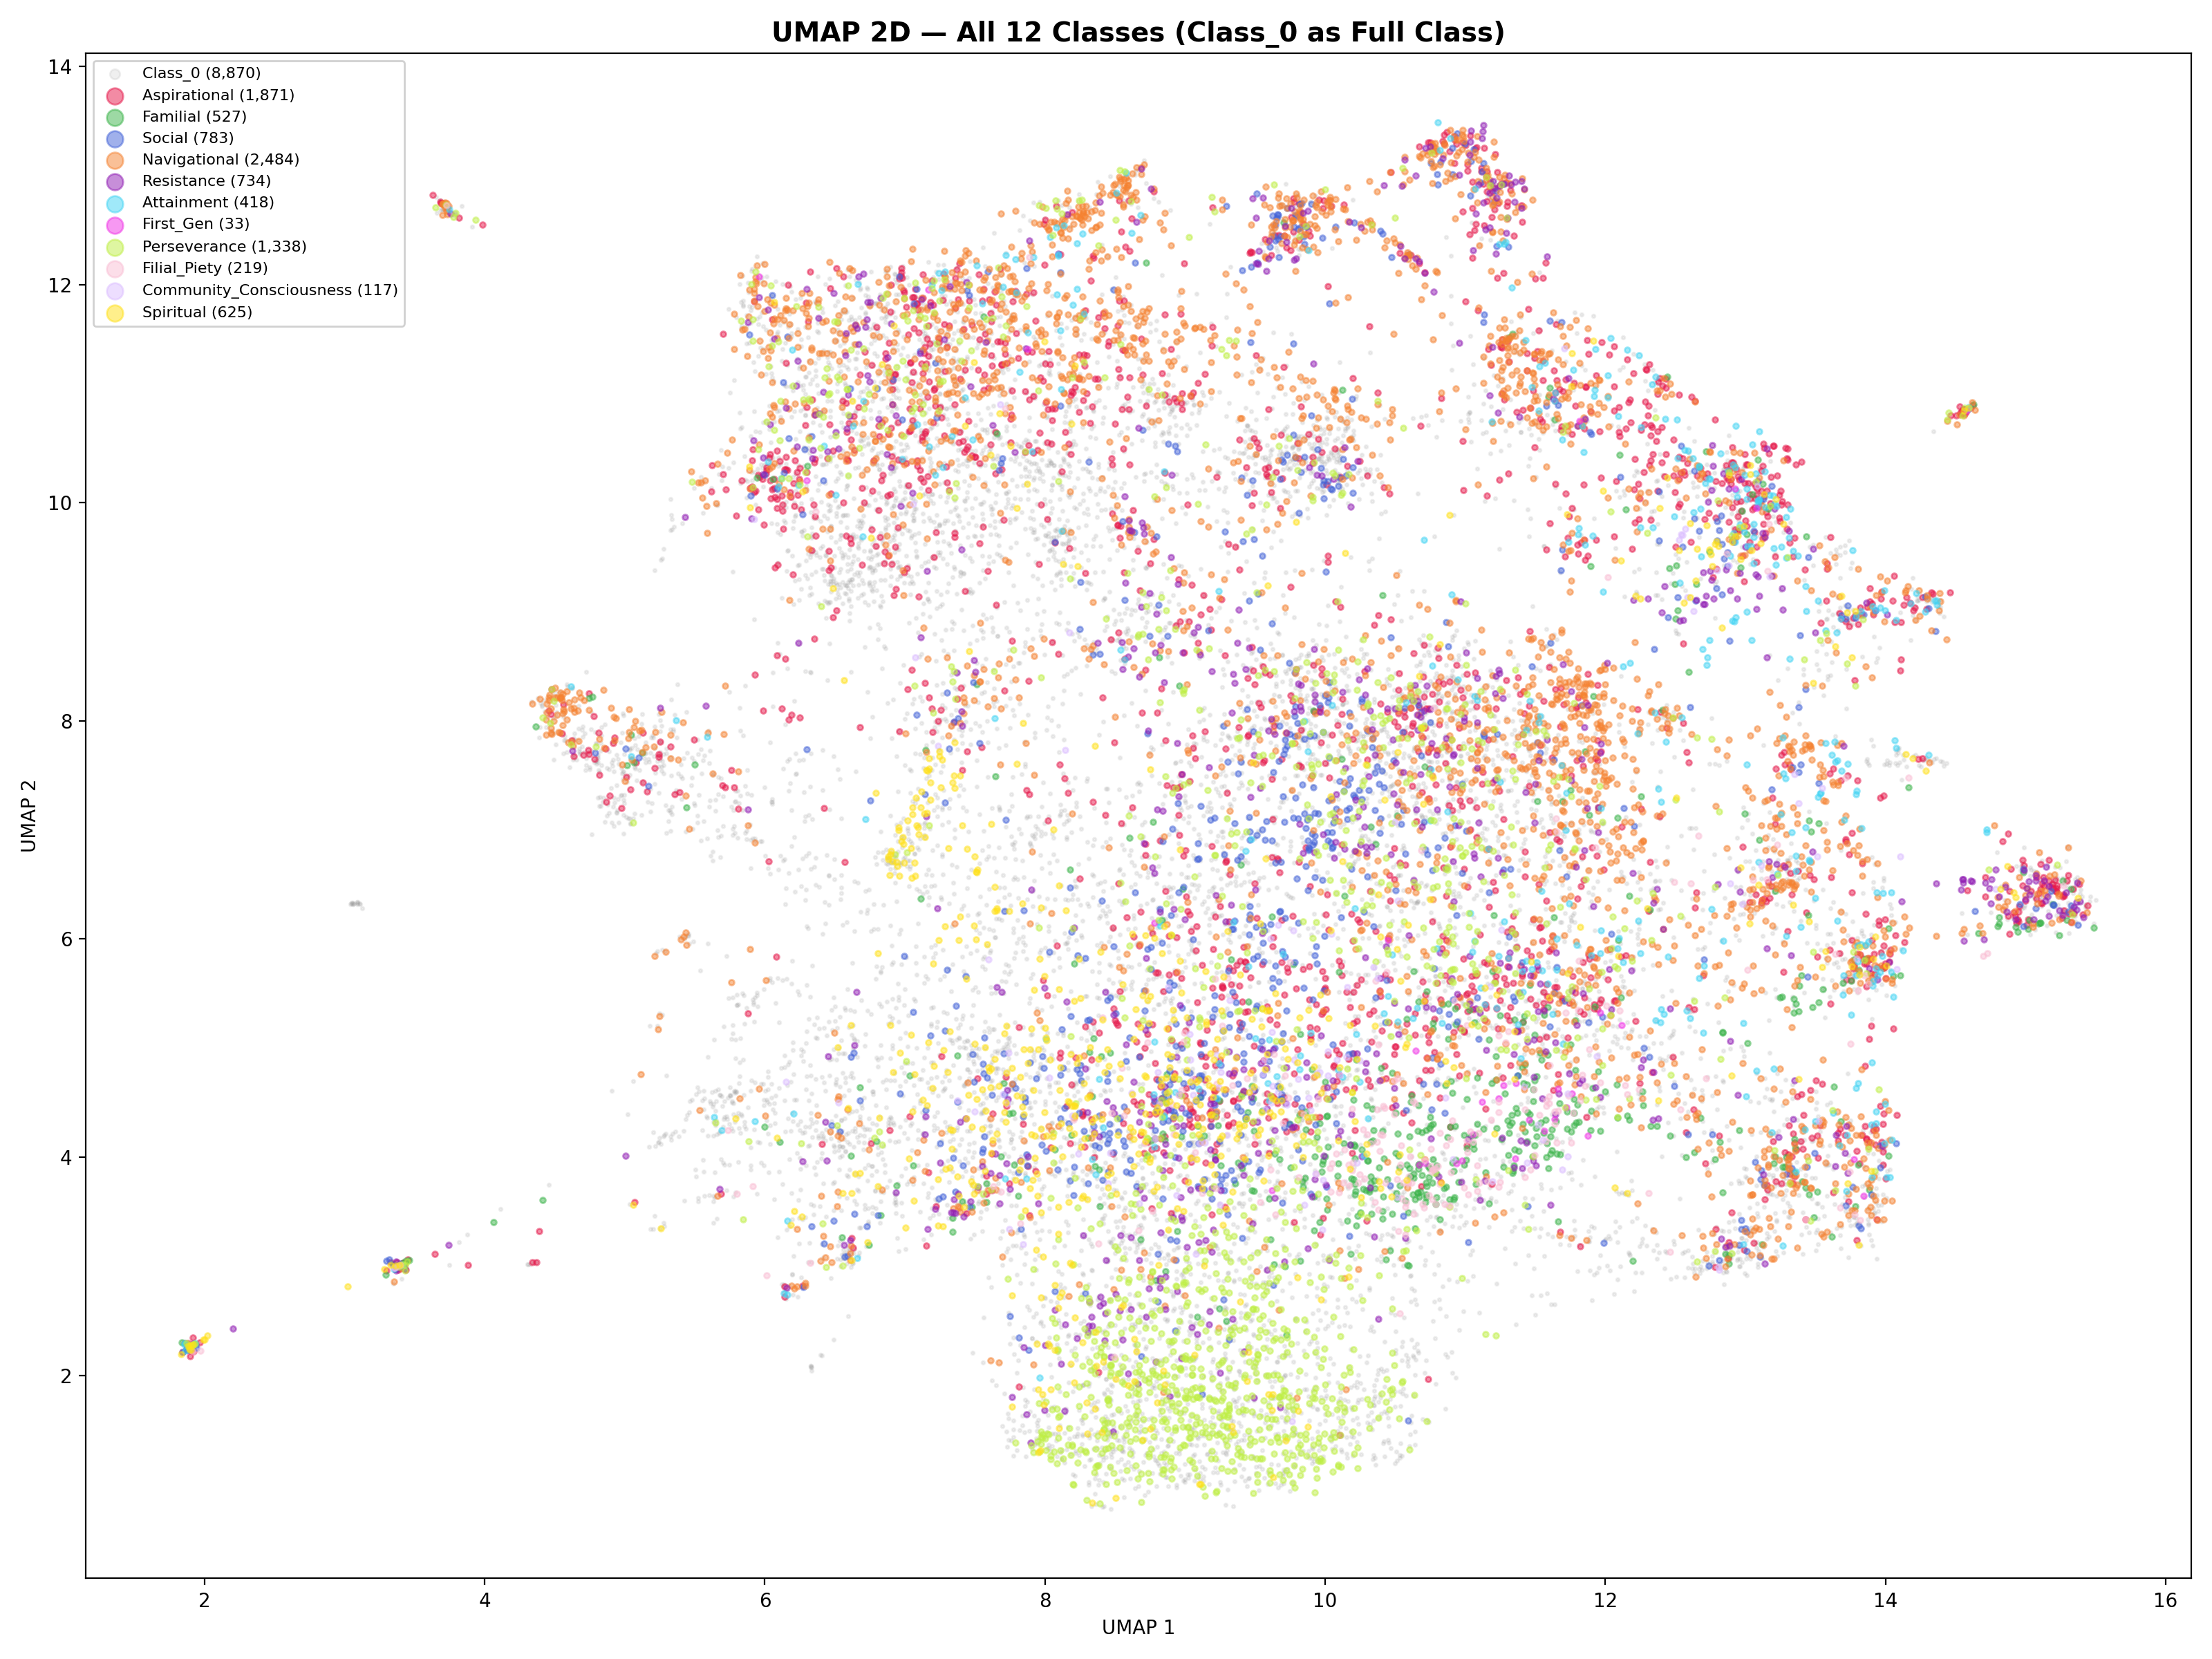 UMAP 2D — All 12 Classes (Class_0 as Full Class)
14
12
10
8
6
4
2
UMAP 2
Class_0 (8,870)
Aspirational (1,871)
Familial (527)
Social (783)
Navigational (2,484)
Resistance (734)
Attainment (418)
First_Gen (33)
Perseverance (1,338)
Filial_Piety (219)
Community_Consciousness (117)
Spiritual (625)
2 4 6 8 10 12 14 16
UMAP 1